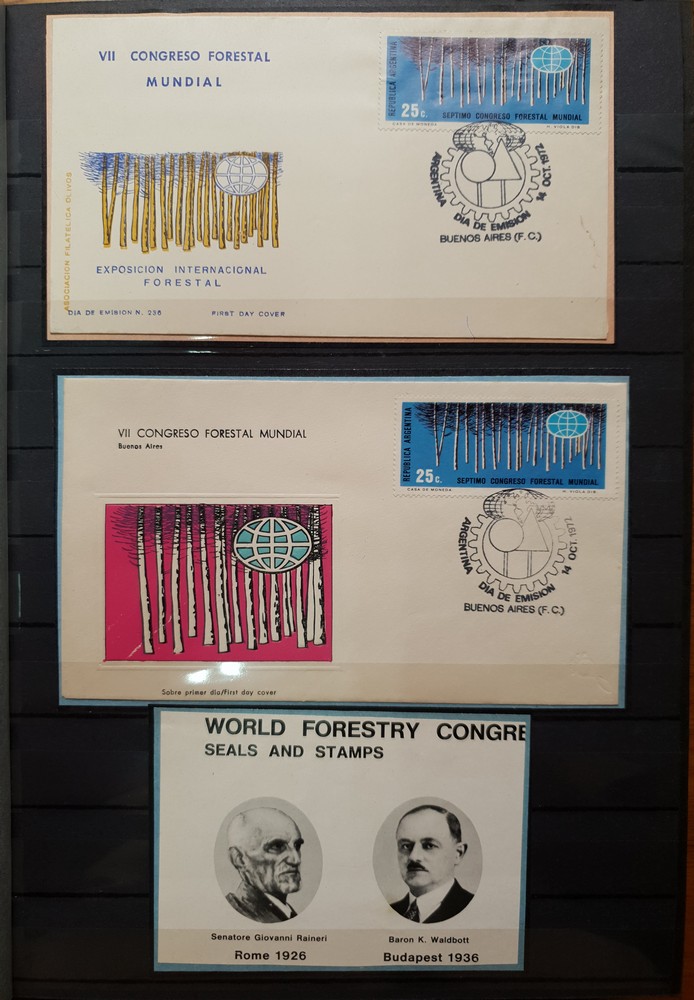 VII CONGRESO FORESTAL
MUNDIAL
REPUBLICA ARGENTINA
25c.
SEPTIMO CONGRESO FORESTAL MUNDIAL
CASA DE MONEDA
H. VIOLA DIB.
ARGENTINA
14 OCT. 1972
DIA DE EMISION
BUENOS AIRES (F.C.)
ASOCIACION FILATELICA OLIVOS
EXPOSICION INTERNACIONAL
FORESTAL
DIA DE EMISION N. 236
FIRST DAY COVER
VII CONGRESO FORESTAL MUNDIAL
Buenos Aires
REPUBLICA ARGENTINA
25c.
SEPTIMO CONGRESO FORESTAL MUNDIAL
CASA DE MONEDA
H. VIOLA DIB.
ARGENTINA
14 OCT. 1972
DIA DE EMISION
BUENOS AIRES (F.C.)
Sobre primer día/First day cover
WORLD FORESTRY CONGRE
SEALS AND STAMPS
Senatore Giovanni Raineri
Baron K. Waldbott
Rome 1926
Budapest 1936